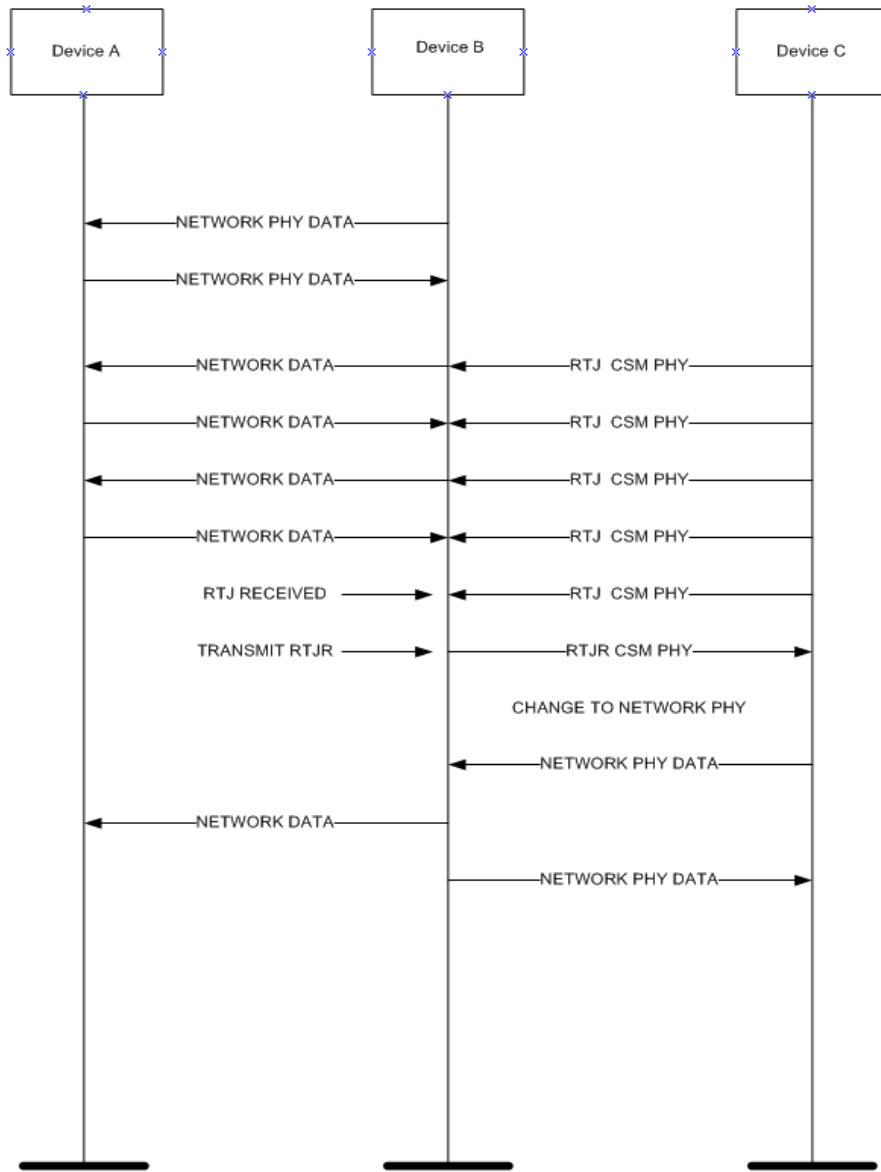 Device A
Device B
Device C
NETWORK PHY DATA
NETWORK PHY DATA
NETWORK DATA
RTJ CSM PHY
NETWORK DATA
RTJ CSM PHY
NETWORK DATA
RTJ CSM PHY
NETWORK DATA
RTJ CSM PHY
RTJ RECEIVED
RTJ CSM PHY
TRANSMIT RTJR
RTJR CSM PHY
CHANGE TO NETWORK PHY
NETWORK PHY DATA
NETWORK DATA
NETWORK PHY DATA